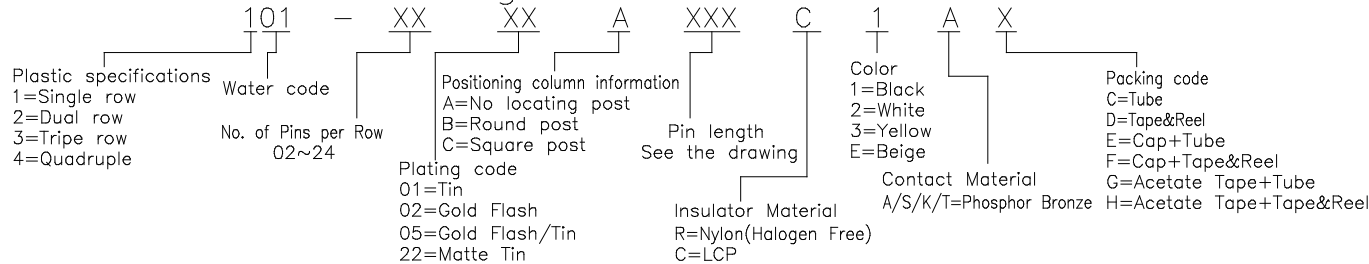 101 - XX XX A XXX C 1 A X
Plastic specifications
1=Single row
2=Dual row
3=Tripe row
4=Quadruple
Water code
No. of Pins per Row
02~24
Positioning column information
A=No locating post
B=Round post
C=Square post
Plating code
01=Tin
02=Gold Flash
05=Gold Flash/Tin
22=Matte Tin
Pin length
See the drawing
Insulator Material
R=Nylon(Halogen Free)
C=LCP
Color
1=Black
2=White
3=Yellow
E=Beige
Contact Material
A/S/K/T=Phosphor Bronze
Packing code
C=Tube
D=Tape&Reel
E=Cap+Tube
F=Cap+Tape&Reel
G=Acetate Tape+Tube
H=Acetate Tape+Tape&Reel